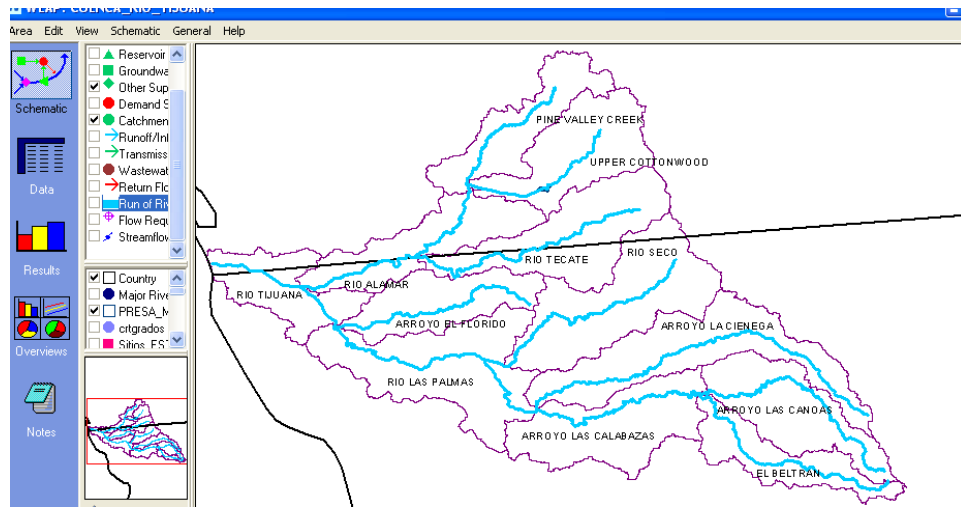 WEAP: CUENCA_RIO_TIJUANA
Area Edit View Schematic General Help
Schematic
Data
Results
Overviews
Notes
Reservoir
Groundwa
Other Sup
Demand S
Catchmen
Runoff/Inf
Transmiss
Wastewat
Return Flo
Run of Riv
Flow Requ
Streamflow
Country
Major Rive
PRESA_M
crtgrados
Sitios_EST
PINE VALLEY CREEK
UPPER COTTONWOOD
RIO TECATE
RIO SECO
RIO TIJUANA
RIO ALAMAR
ARROYO EL FLORIDO
ARROYO LA CIENEGA
RIO LAS PALMAS
ARROYO LAS CANOAS
ARROYO LAS CALABAZAS
EL BELTRAN